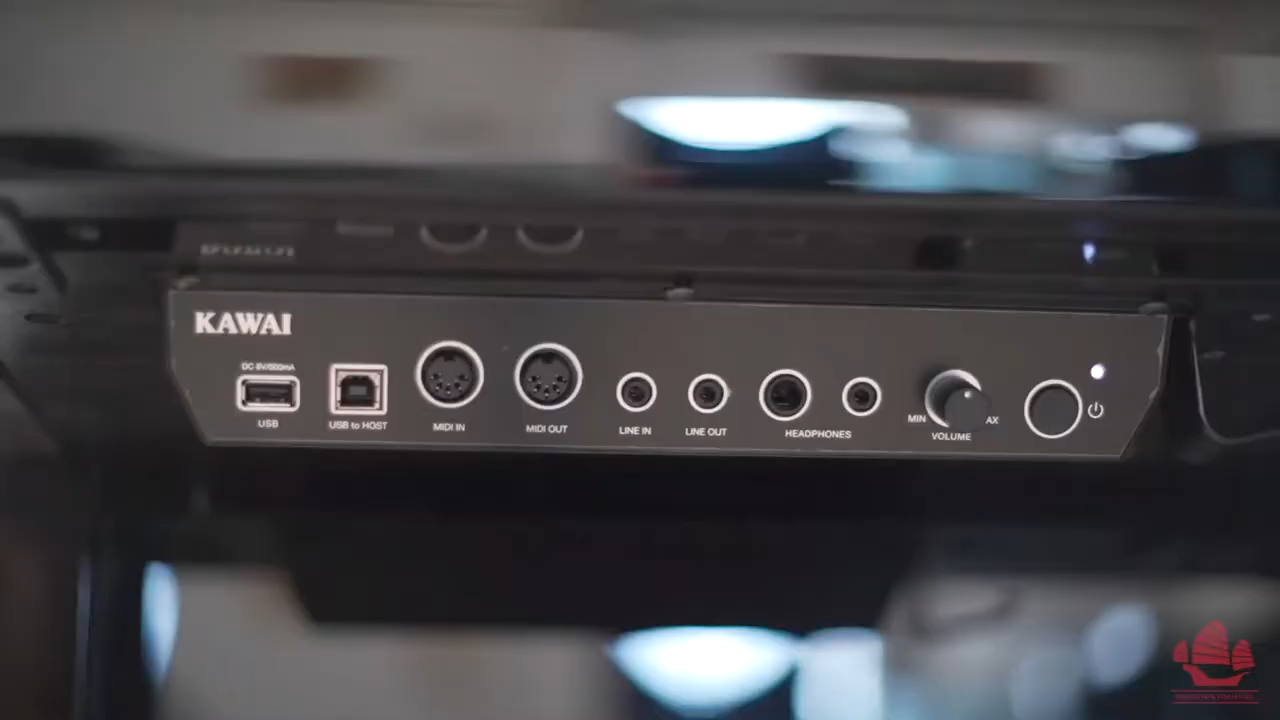 KAWAI
DC 5V/500mA
USB
USB to HOST
MIDI IN
MIDI OUT
LINE IN
LINE OUT
HEADPHONES
MIN
AX
VOLUME